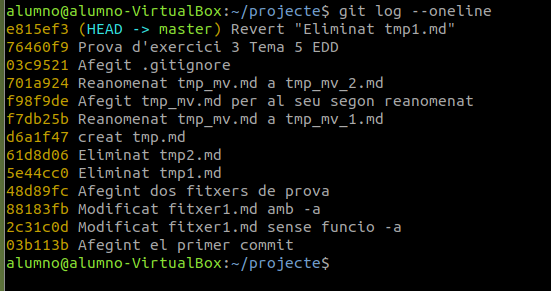 alumno@alumno-VirtualBox:~/projecte$ git log --oneline
e815ef3 (HEAD -> master) Revert "Eliminat tmp1.md"
76460f9 Prova d'exercici 3 Tema 5 EDD
03c9521 Afegit .gitignore
701a924 Reanomenat tmp_mv.md a tmp_mv_2.md
f98f9de Afegit tmp_mv.md per al seu segon reanomenat
f7db25b Reanomenat tmp_mv.md a tmp_mv_1.md
d6a1f47 creat tmp.md
61d8d06 Eliminat tmp2.md
5e44cc0 Eliminat tmp1.md
48d89fc Afegint dos fitxers de prova
88183fb Modificat fitxer1.md amb -a
2c31c0d Modificat fitxer1.md sense funcio -a
03b113b Afegint el primer commit
alumno@alumno-VirtualBox:~/projecte$